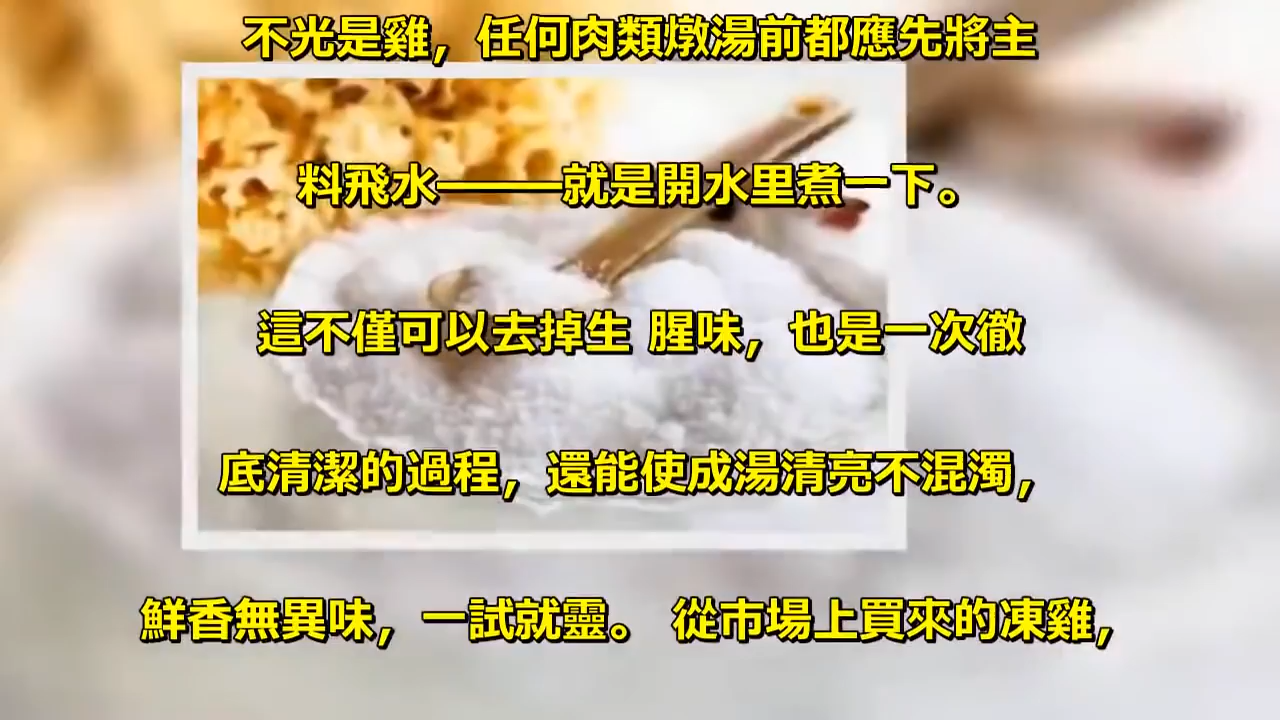 不光是雞，任何肉類燉湯前都應先將主
料飛水———就是開水里煮一下。
這不僅可以去掉生 腥味，也是一次徹
底清潔的過程，還能使成湯清亮不混濁，
鮮香無異味，一試就靈。 從市場上買來的凍雞，